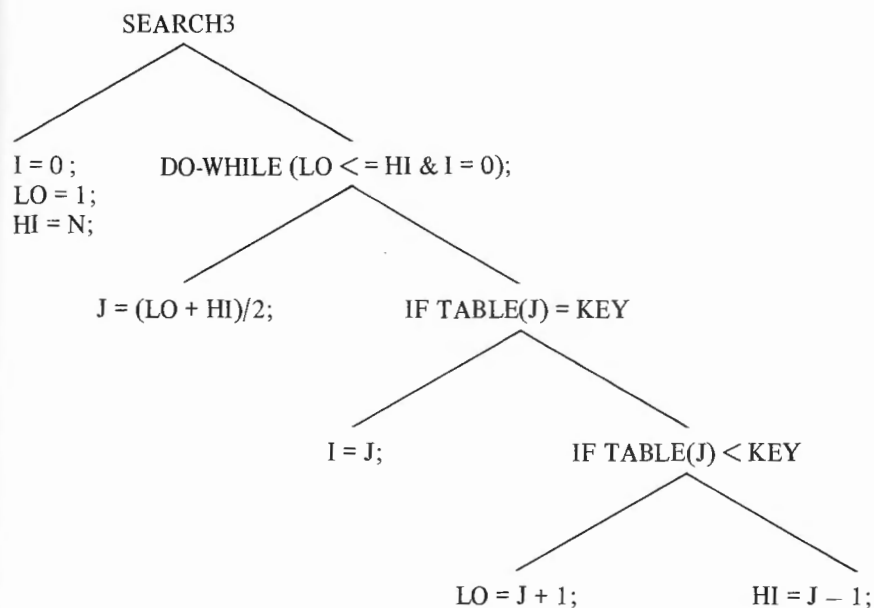 SEARCH3
I = 0 ;
LO = 1;
HI = N;
DO-WHILE (LO < = HI & I = 0);
J = (LO + HI)/2;
IF TABLE(J) = KEY
I = J;
IF TABLE(J) < KEY
LO = J + 1;
HI = J – 1;